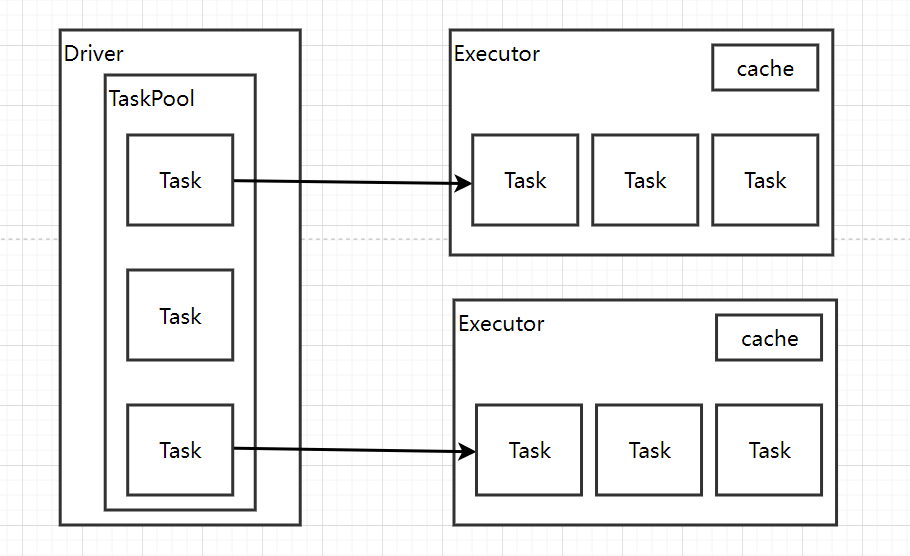 Driver
TaskPool
Task
Task
Task
Executor
cache
Task
Task
Task
Executor
cache
Task
Task
Task